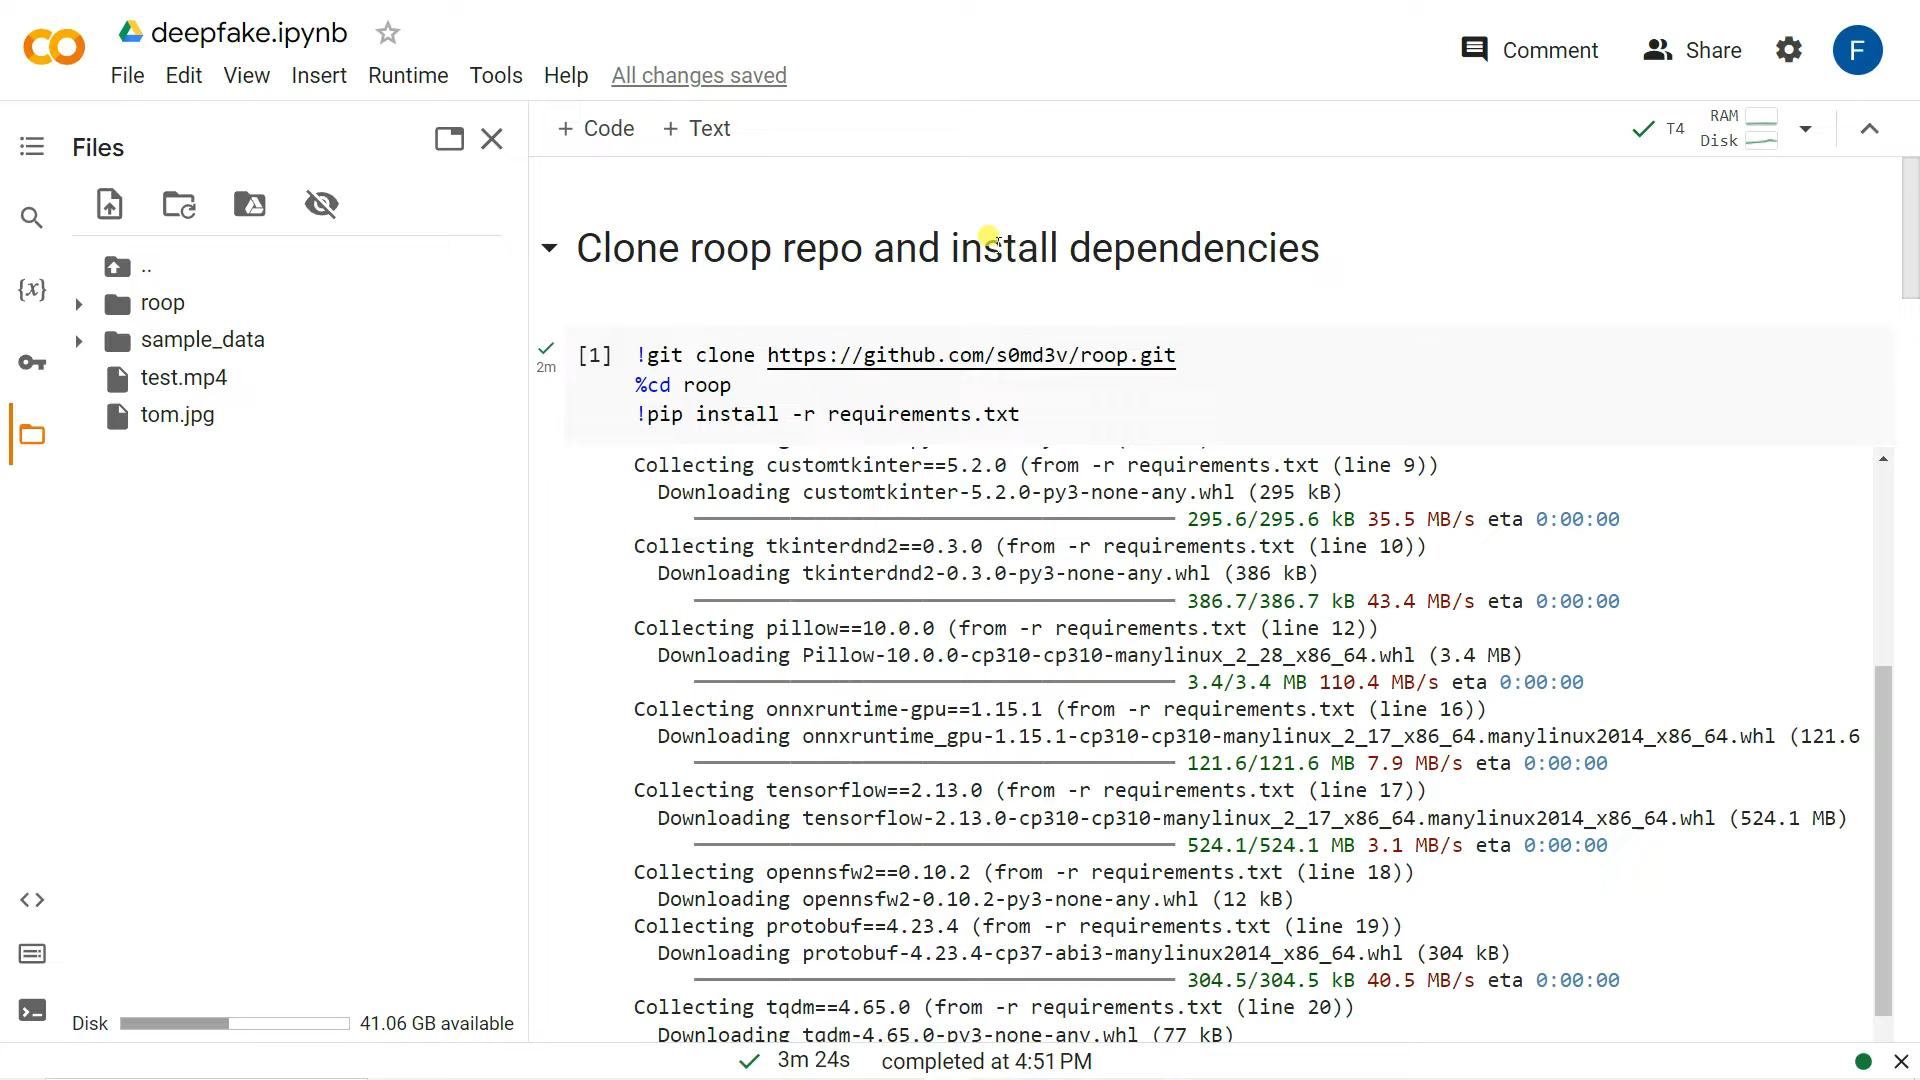 deepfake.ipynb
Comment
Share
F
File Edit View Insert Runtime Tools Help All changes saved
Files
+ Code + Text
T4
RAM
Disk
..
roop
sample_data
test.mp4
tom.jpg
{x}
Clone roop repo and install dependencies
2m
[1] !git clone https://github.com/s0md3v/roop.git
%cd roop
!pip install -r requirements.txt
Collecting customtkinter==5.2.0 (from -r requirements.txt (line 9))
Downloading customtkinter-5.2.0-py3-none-any.whl (295 kB)
295.6/295.6 kB 35.5 MB/s eta 0:00:00
Collecting tkinterdnd2==0.3.0 (from -r requirements.txt (line 10))
Downloading tkinterdnd2-0.3.0-py3-none-any.whl (386 kB)
386.7/386.7 kB 43.4 MB/s eta 0:00:00
Collecting pillow==10.0.0 (from -r requirements.txt (line 12))
Downloading Pillow-10.0.0-cp310-cp310-manylinux_2_28_x86_64.whl (3.4 MB)
3.4/3.4 MB 110.4 MB/s eta 0:00:00
Collecting onnxruntime-gpu==1.15.1 (from -r requirements.txt (line 16))
Downloading onnxruntime_gpu-1.15.1-cp310-cp310-manylinux_2_17_x86_64.manylinux2014_x86_64.whl (121.6
121.6/121.6 MB 7.9 MB/s eta 0:00:00
Collecting tensorflow==2.13.0 (from -r requirements.txt (line 17))
Downloading tensorflow-2.13.0-cp310-cp310-manylinux_2_17_x86_64.manylinux2014_x86_64.whl (524.1 MB)
524.1/524.1 MB 3.1 MB/s eta 0:00:00
Collecting opennsfw2==0.10.2 (from -r requirements.txt (line 18))
Downloading opennsfw2-0.10.2-py3-none-any.whl (12 kB)
Collecting protobuf==4.23.4 (from -r requirements.txt (line 19))
Downloading protobuf-4.23.4-cp37-abi3-manylinux2014_x86_64.whl (304 kB)
304.5/304.5 kB 40.5 MB/s eta 0:00:00
Collecting tqdm==4.65.0 (from -r requirements.txt (line 20))
Downloading tqdm-4.65.0-py3-none-any.whl (77 kB)
Disk 41.06 GB available
3m 24s completed at 4:51 PM